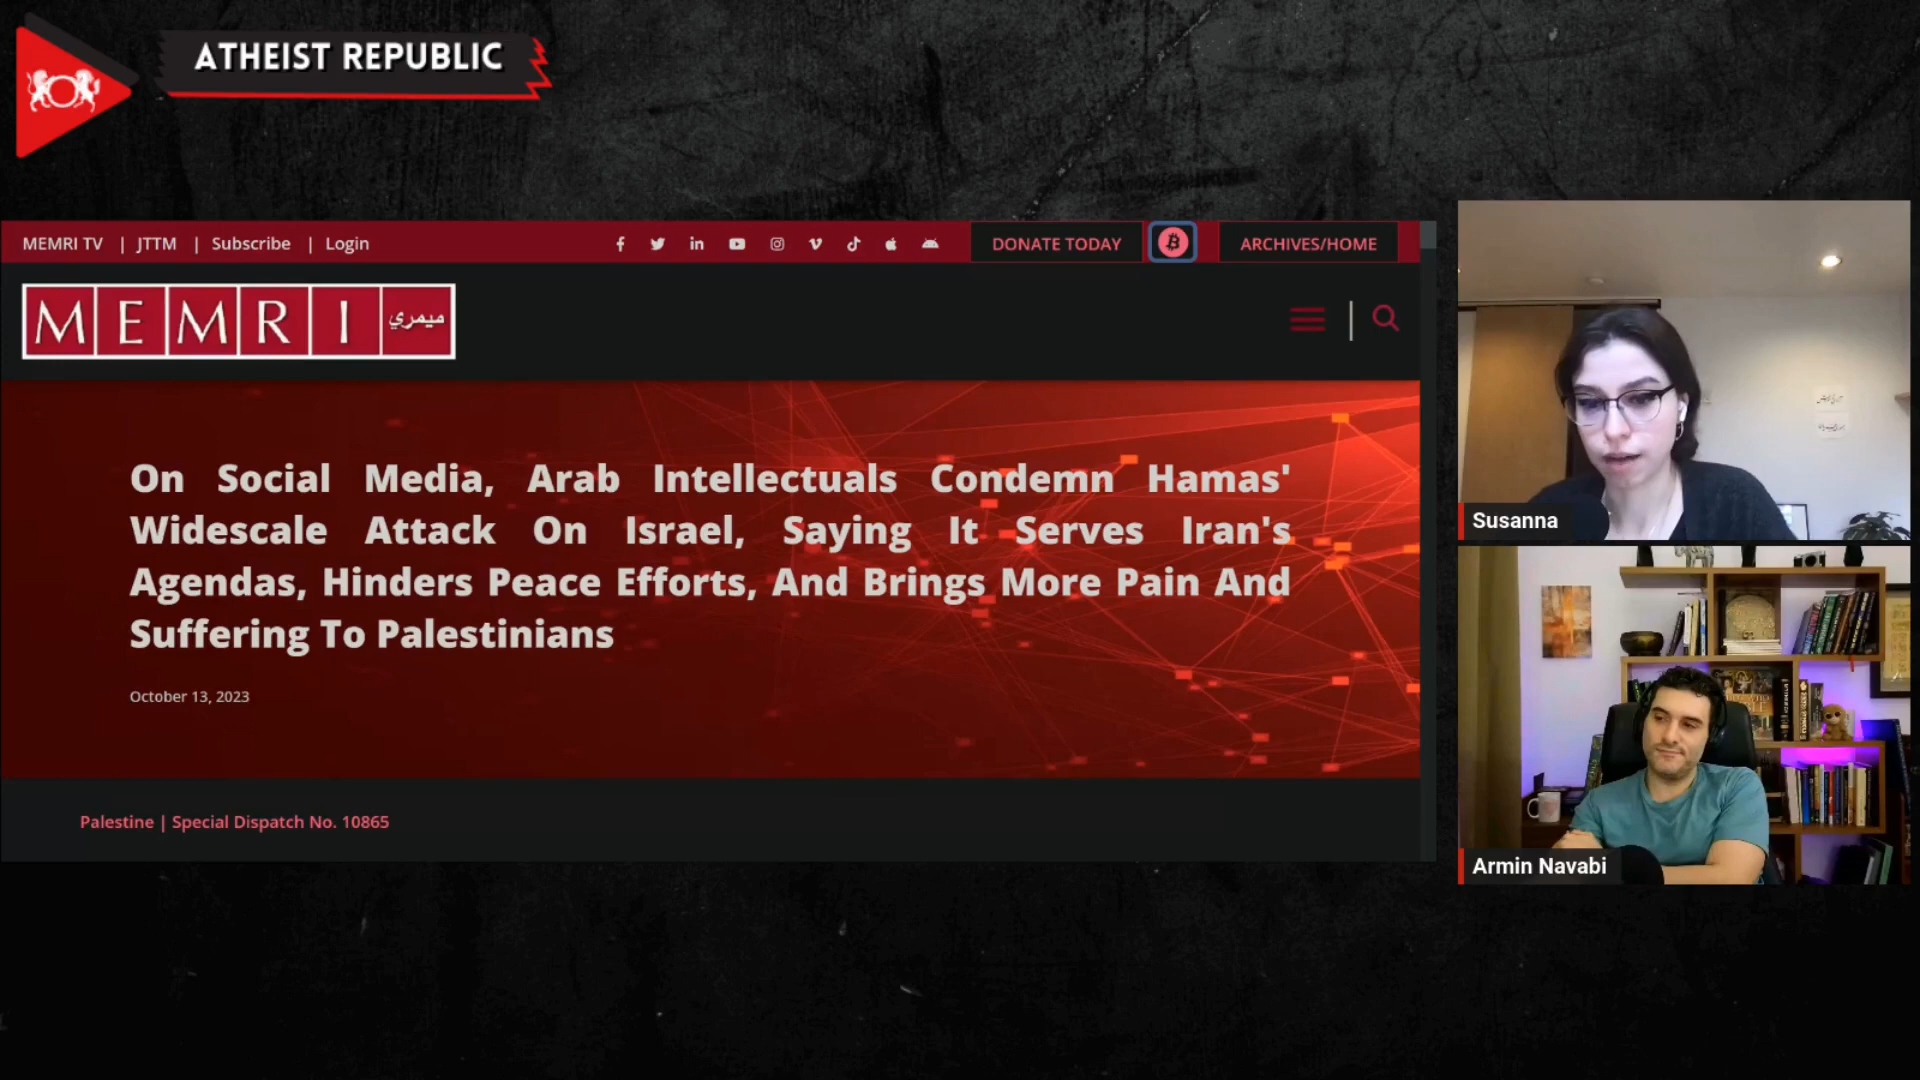 ATHEIST REPUBLIC
MEMRI TV | JTTM | Subscribe | Login
DONATE TODAY
ARCHIVES/HOME
MEMRI ميمري
On Social Media, Arab Intellectuals Condemn Hamas'
Widescale Attack On Israel, Saying It Serves Iran's
Agendas, Hinders Peace Efforts, And Brings More Pain And
Suffering To Palestinians
October 13, 2023
Palestine | Special Dispatch No. 10865
Susanna
Armin Navabi